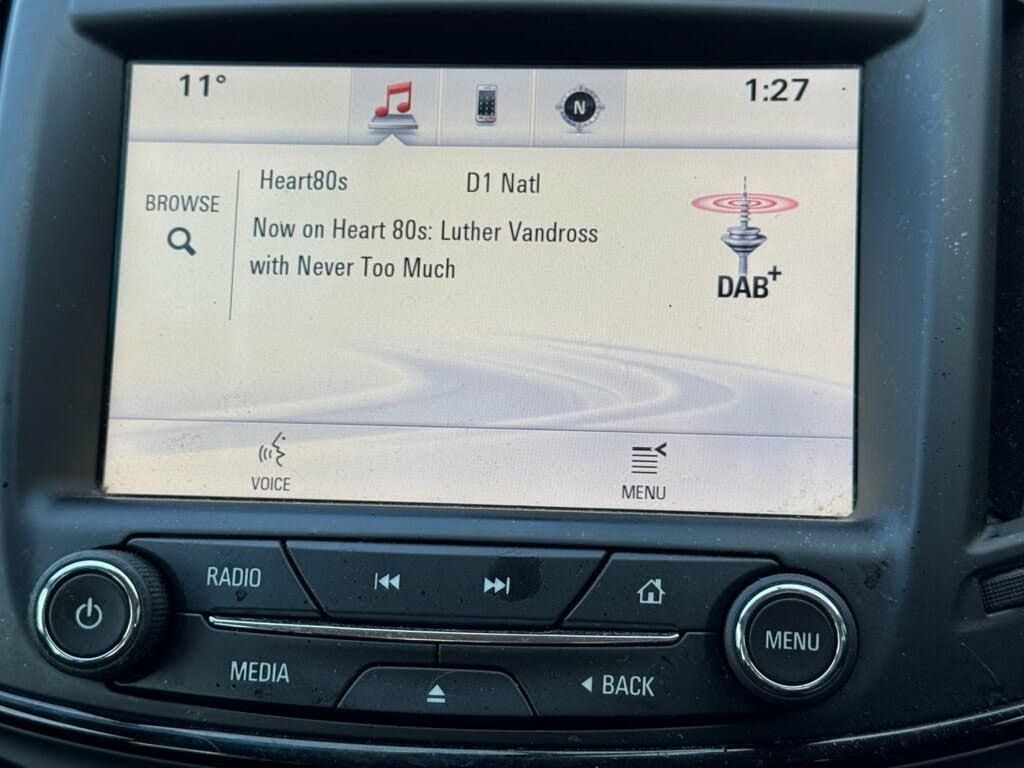 11°
1:27
N
Heart80s
D1 Natl
BROWSE
Now on Heart 80s: Luther Vandross
with Never Too Much
DAB+
VOICE
MENU
RADIO
MENU
MEDIA
BACK